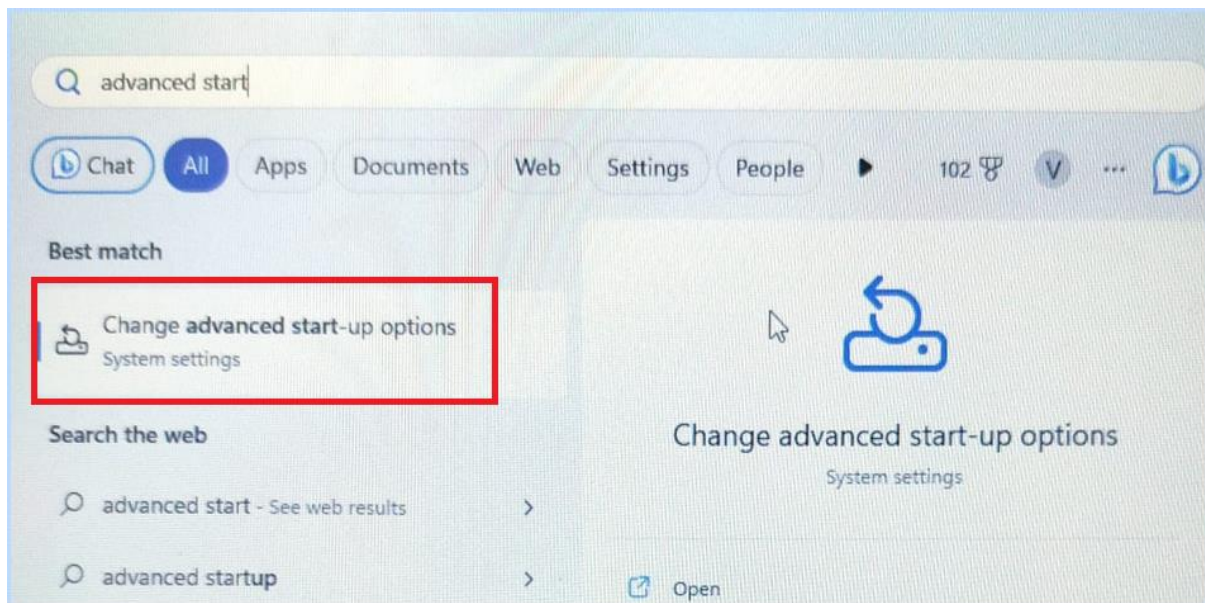 advanced start
Chat All Apps Documents Web Settings People 102 V ...
Best match
Change advanced start-up options
System settings
Search the web
advanced start - See web results
advanced startup
Change advanced start-up options
System settings
Open